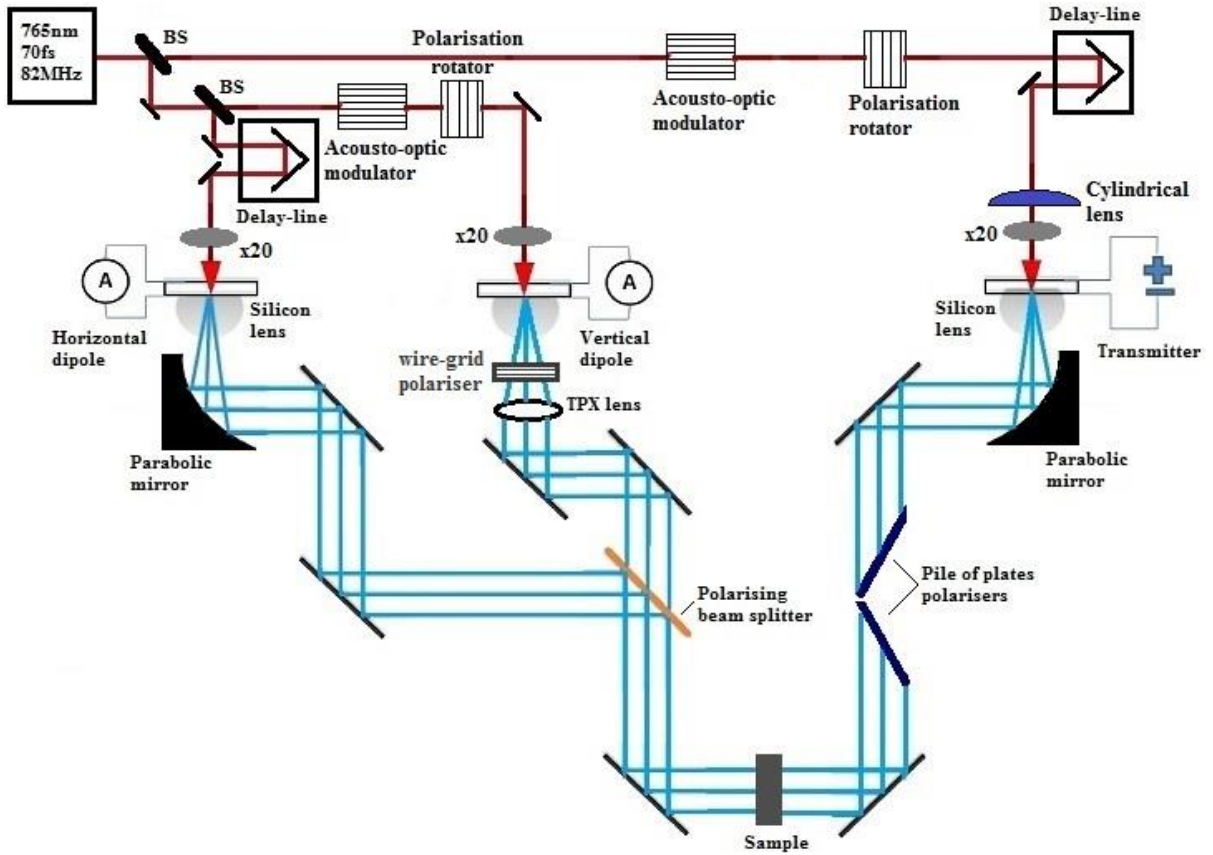 765nm
70fs
82MHz
BS
BS
Polarisation
rotator
Acousto-optic
modulator
Delay-line
Acousto-optic
modulator
Polarisation
rotator
Delay-line
x20
x20
Cylindrical
lens
x20
A
Horizontal
dipole
Silicon
lens
A
Vertical
dipole
wire-grid
polariser
TPX lens
Silicon
lens
Transmitter
Parabolic
mirror
Parabolic
mirror
Polarising
beam splitter
Pile of plates
polarisers
Sample